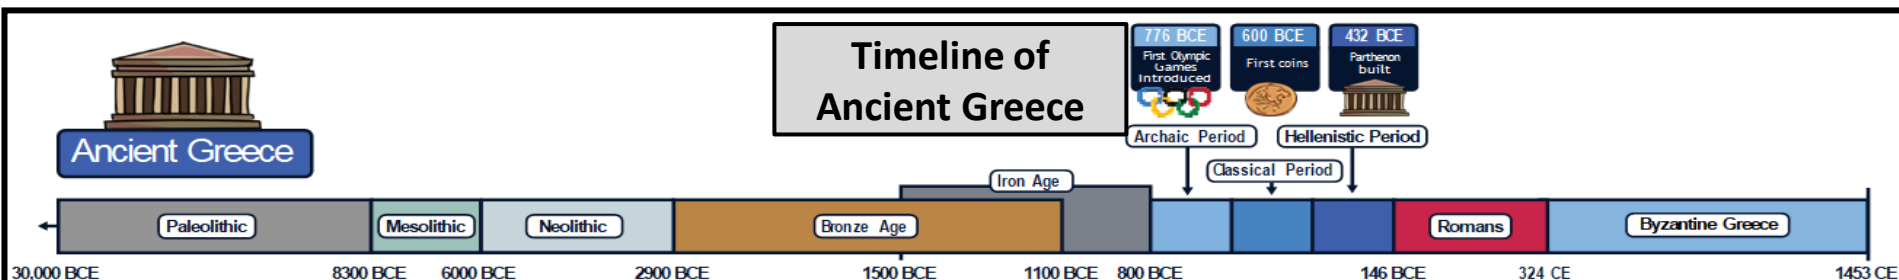 Timeline of
Ancient Greece
Ancient Greece
776 BCE
First Olympic
Games
Introduced
600 BCE
First coins
432 BCE
Parthenon
built
Archaic Period
Hellenistic Period
Classical Period
Iron Age
Paleolithic
Mesolithic
Neolithic
Bronze Age
Romans
Byzantine Greece
30,000 BCE
8300 BCE
6000 BCE
2900 BCE
1500 BCE
1100 BCE
800 BCE
146 BCE
324 CE
1453 CE